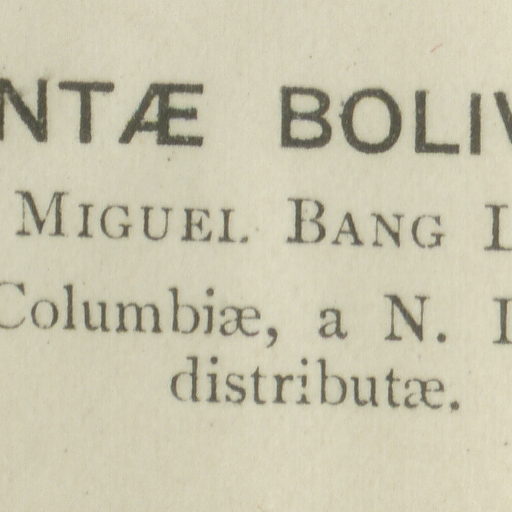 NTÆ BOLIV
MIGUEL BANG L
Columbiæ, a N. I
distributæ.